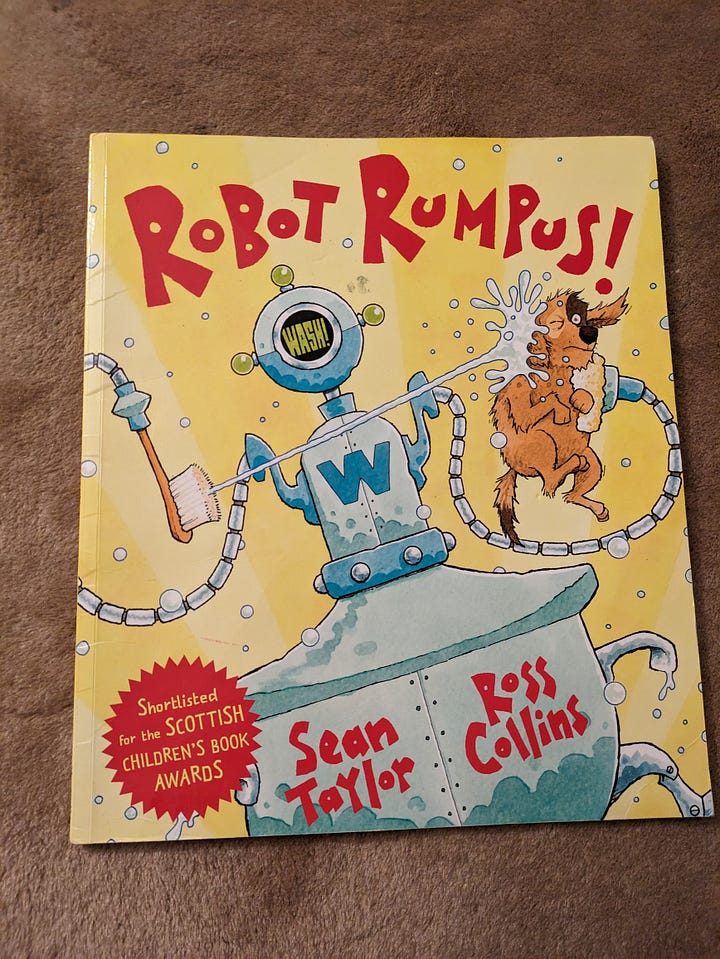 ROBOT RUMPUS!
WASH!
W
Sean
Taylor
Ross
Collins
Shortlisted
for the SCOTTISH
CHILDREN'S BOOK
AWARDS